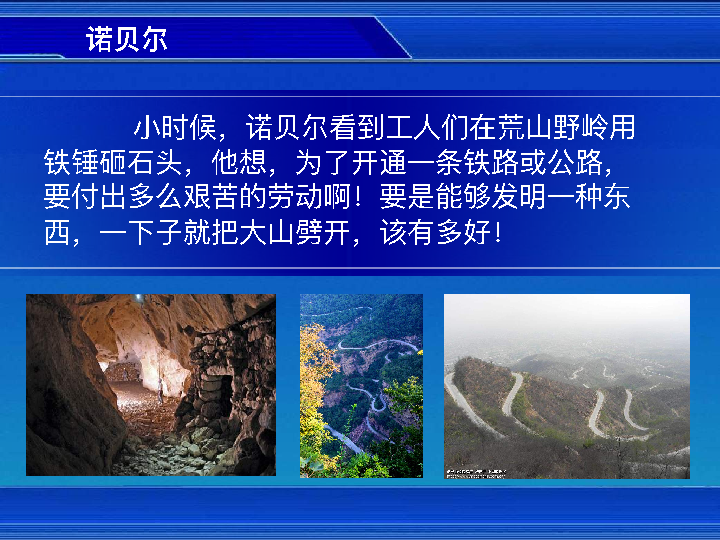 诺贝尔
小时候，诺贝尔看到工人们在荒山野岭用
铁锤砸石头，他想，为了开通一条铁路或公路，
要付出多么艰苦的劳动啊！要是能够发明一种东
西，一下子就把大山劈开，该有多好！